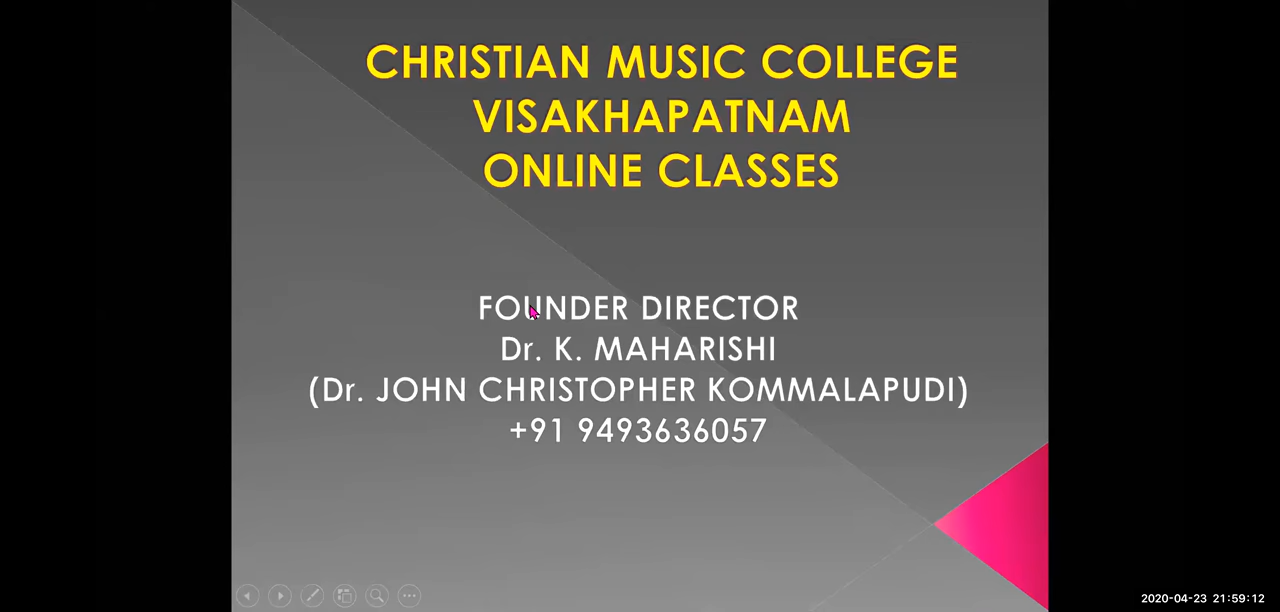 CHRISTIAN MUSIC COLLEGE
VISAKHAPATNAM
ONLINE CLASSES
FOUNDER DIRECTOR
Dr. K. MAHARISHI
(Dr. JOHN CHRISTOPHER KOMMALAPUDI)
+91 9493636057
2020-04-23 21:59:12